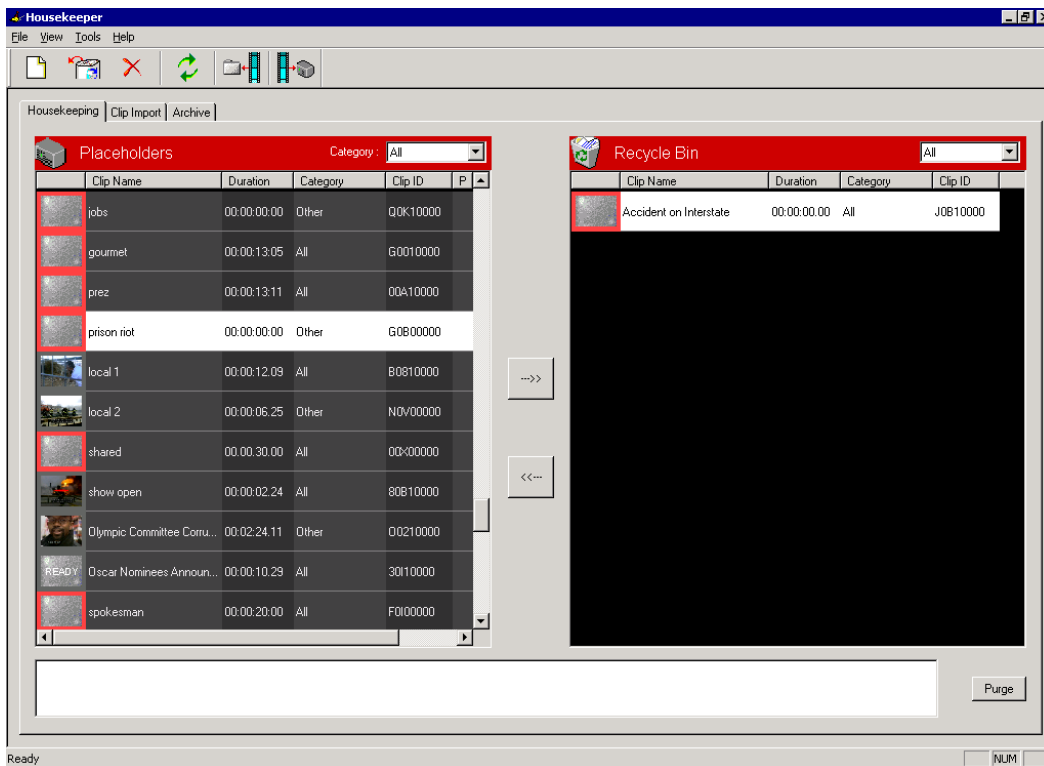 Housekeeper
File View Tools Help
Housekeeping Clip Import Archive
Placeholders Category : All
Recycle Bin All
Clip Name Duration Category Clip ID P
Clip Name Duration Category Clip ID
jobs 00:00:00:00 Other Q0K10000
Accident on Interstate 00:00:00.00 All J0B10000
gourmet 00:00:13:05 All G0010000
prez 00:00:13:11 All 00A10000
prison riot 00:00:00:00 Other G0B00000
local 1 00:00:12.09 All B0810000
--->>
local 2 00:00:06.25 Other N0V00000
shared 00.00.30.00 All 00X00000
<<---
show open 00:00:02.24 All 80B10000
Olympic Committee Corru... 00:02:24.11 Other O0210000
READY Oscar Nominees Announ... 00:00:10.29 All 30I10000
spokesman 00:00:20:00 All F0I00000
Purge
Ready NUM